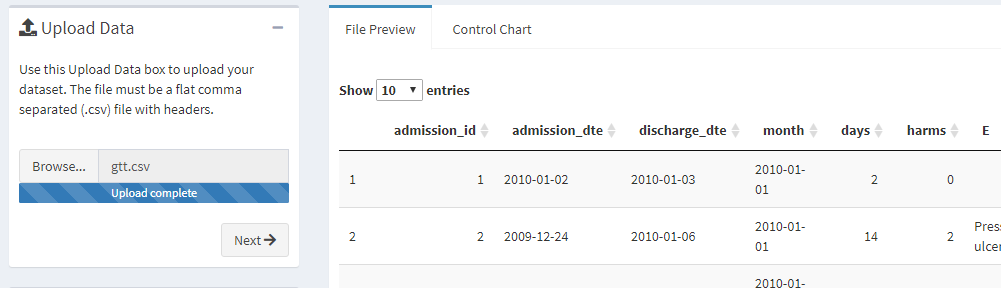 Upload Data
Use this Upload Data box to upload your
dataset. The file must be a flat comma
separated (.csv) file with headers.
Browse... gtt.csv
Upload complete
Next
File Preview Control Chart
Show 10 entries
admission_id admission_dte discharge_dte month days harms E
1 1 2010-01-02 2010-01-03 2010-01-
01 2 0
2 2 2009-12-24 2010-01-06 2010-01-
01 14 2 Press
ulcer
2010-01-